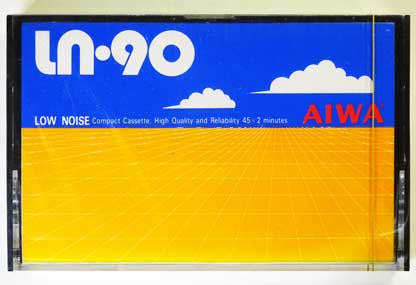 Ln·90
AIWA
LOW NOISE Compact Cassette, High Quality and Reliability 45×2 minutes